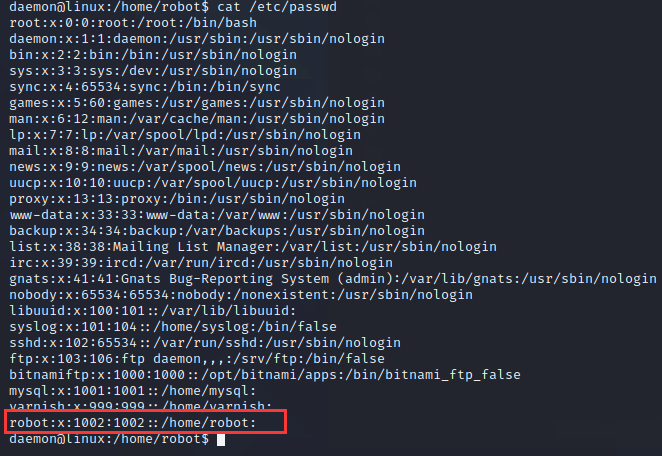 daemon@linux:/home/robot$ cat /etc/passwd
root:x:0:0:root:/root:/bin/bash
daemon:x:1:1:daemon:/usr/sbin:/usr/sbin/nologin
bin:x:2:2:bin:/bin:/usr/sbin/nologin
sys:x:3:3:sys:/dev:/usr/sbin/nologin
sync:x:4:65534:sync:/bin:/bin/sync
games:x:5:60:games:/usr/games:/usr/sbin/nologin
man:x:6:12:man:/var/cache/man:/usr/sbin/nologin
lp:x:7:7:lp:/var/spool/lpd:/usr/sbin/nologin
mail:x:8:8:mail:/var/mail:/usr/sbin/nologin
news:x:9:9:news:/var/spool/news:/usr/sbin/nologin
uucp:x:10:10:uucp:/var/spool/uucp:/usr/sbin/nologin
proxy:x:13:13:proxy:/bin:/usr/sbin/nologin
www-data:x:33:33:www-data:/var/www:/usr/sbin/nologin
backup:x:34:34:backup:/var/backups:/usr/sbin/nologin
list:x:38:38:Mailing List Manager:/var/list:/usr/sbin/nologin
irc:x:39:39:ircd:/var/run/ircd:/usr/sbin/nologin
gnats:x:41:41:Gnats Bug-Reporting System (admin):/var/lib/gnats:/usr/sbin/nologin
nobody:x:65534:65534:nobody:/nonexistent:/usr/sbin/nologin
libuuid:x:100:101::/var/lib/libuuid:
syslog:x:101:104::/home/syslog:/bin/false
sshd:x:102:65534::/var/run/sshd:/usr/sbin/nologin
ftp:x:103:106:ftp daemon,,,:/srv/ftp:/bin/false
bitnamiftp:x:1000:1000::/opt/bitnami/apps:/bin/bitnami_ftp_false
mysql:x:1001:1001::/home/mysql:
varnish:x:999:999::/home/varnish:
robot:x:1002:1002::/home/robot:
daemon@linux:/home/robot$